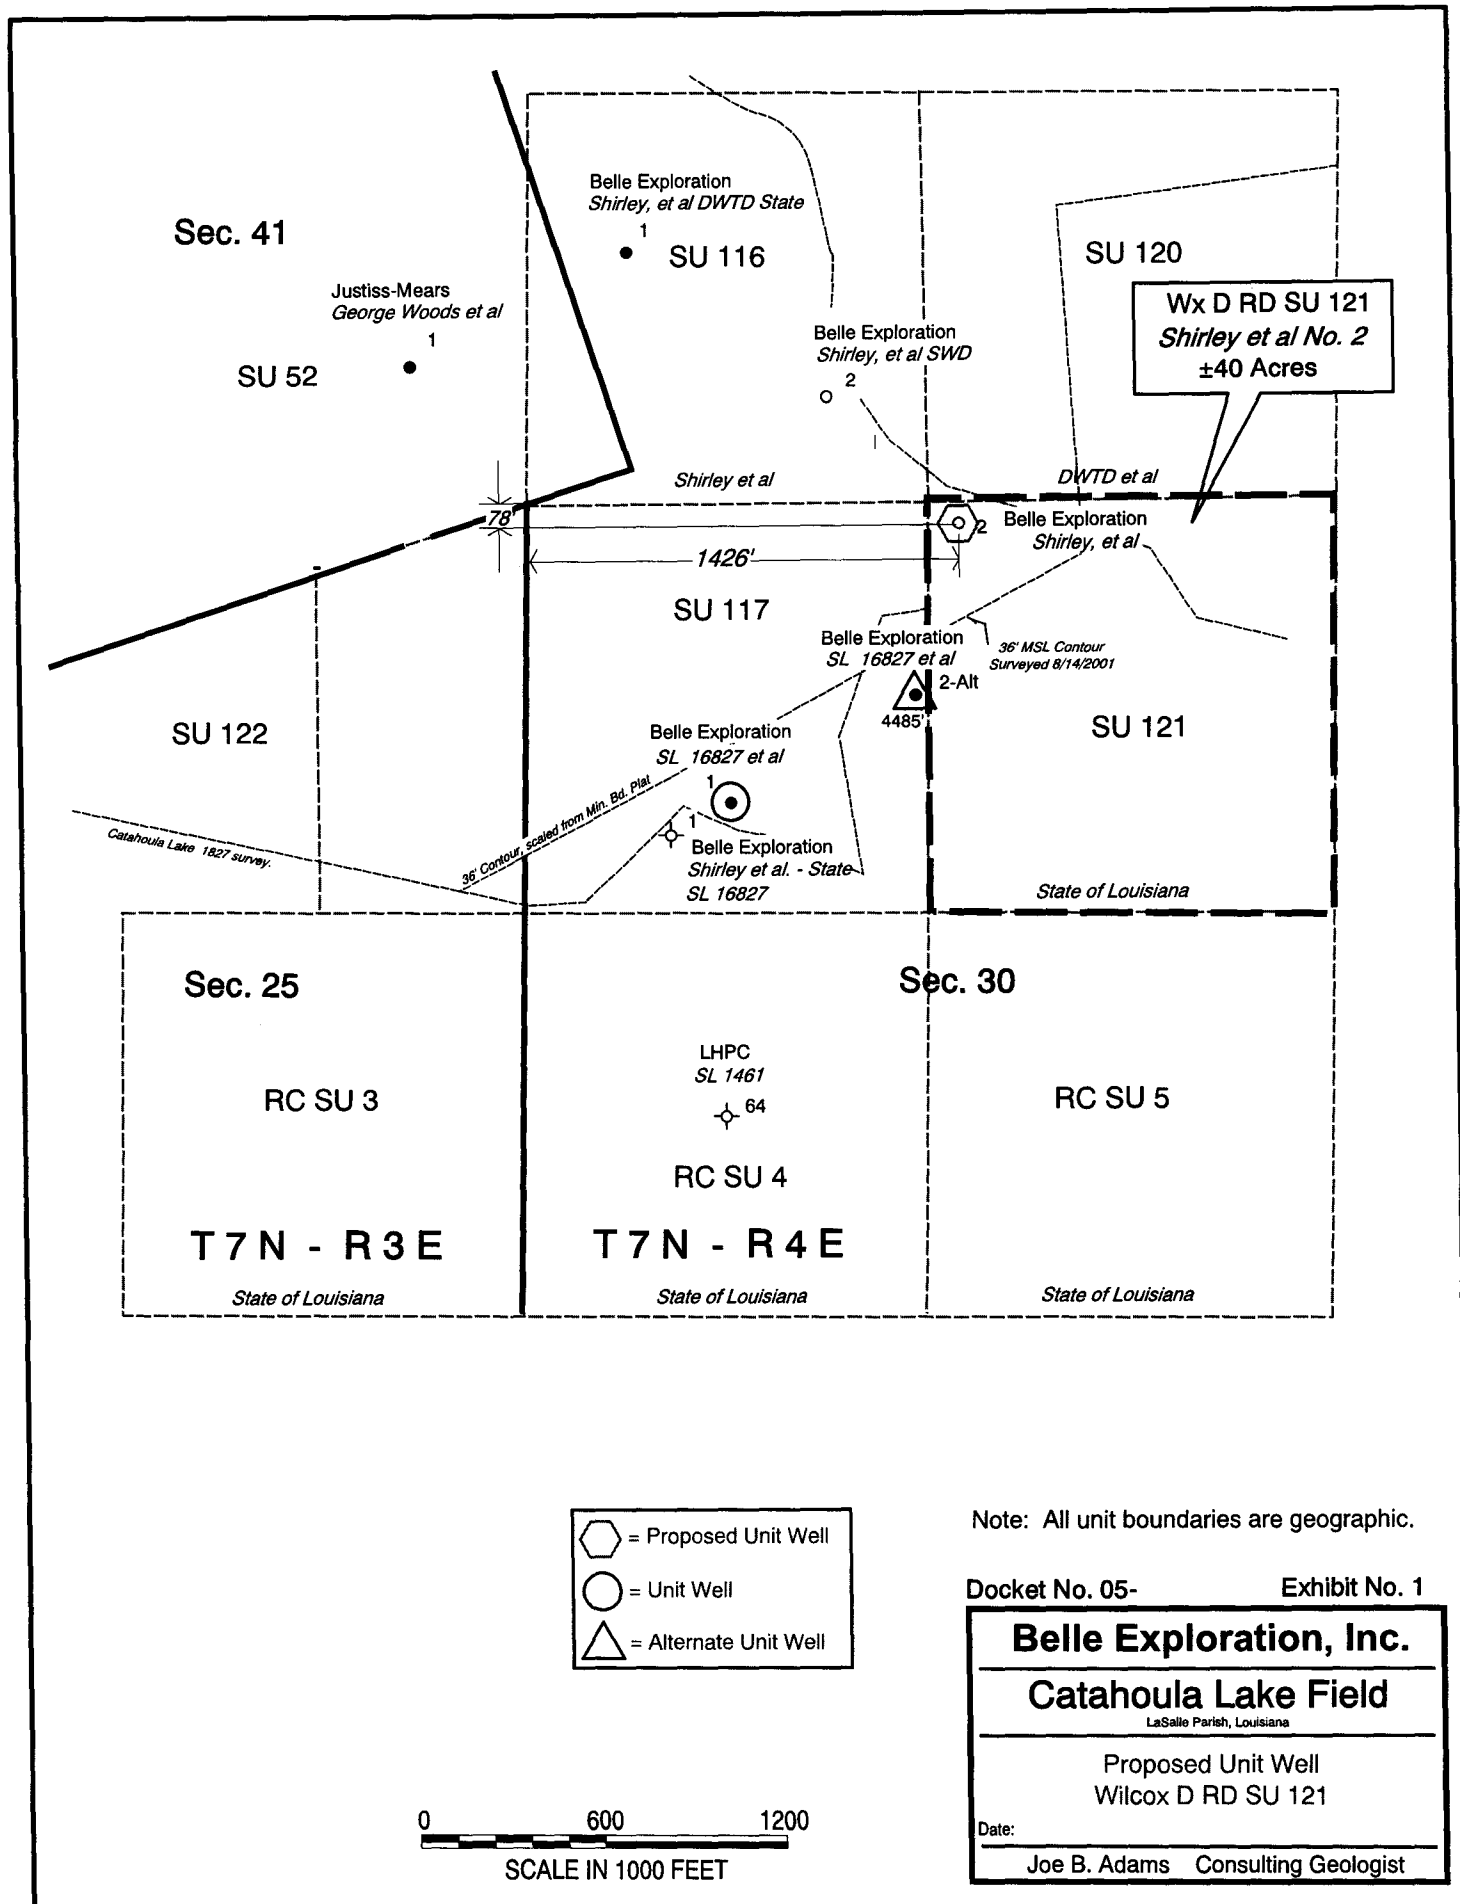 Belle Exploration
Shirley, et al DWTD State
1
Sec. 41
SU 116
SU 120
Justiss-Mears
George Woods et al
1
SU 52
Wx D RD SU 121
Shirley et al No. 2
±40 Acres
Belle Exploration
Shirley, et al SWD
2
Shirley et al
DWTD et al
78'
2
Belle Exploration
Shirley, et al
1426'
SU 117
Belle Exploration
SL 16827 et al
36' MSL Contour
Surveyed 8/14/2001
2-Alt
4485'
SU 122
SU 121
Belle Exploration
SL 16827 et al
1
36' Contour, scaled from Min. Bd. Plat
Catahoula Lake 1827 survey.
1
Belle Exploration
Shirley et al. - State
SL 16827
State of Louisiana
Sec. 25
Sec. 30
LHPC
SL 1461
64
RC SU 3
RC SU 5
RC SU 4
T 7 N - R 3 E
T 7 N - R 4 E
State of Louisiana
State of Louisiana
State of Louisiana
= Proposed Unit Well
= Unit Well
= Alternate Unit Well
Note: All unit boundaries are geographic.
Docket No. 05-
Exhibit No. 1
Belle Exploration, Inc.
Catahoula Lake Field
LaSalle Parish, Louisiana
Proposed Unit Well
Wilcox D RD SU 121
Date:
Joe B. Adams Consulting Geologist
0 600 1200
SCALE IN 1000 FEET